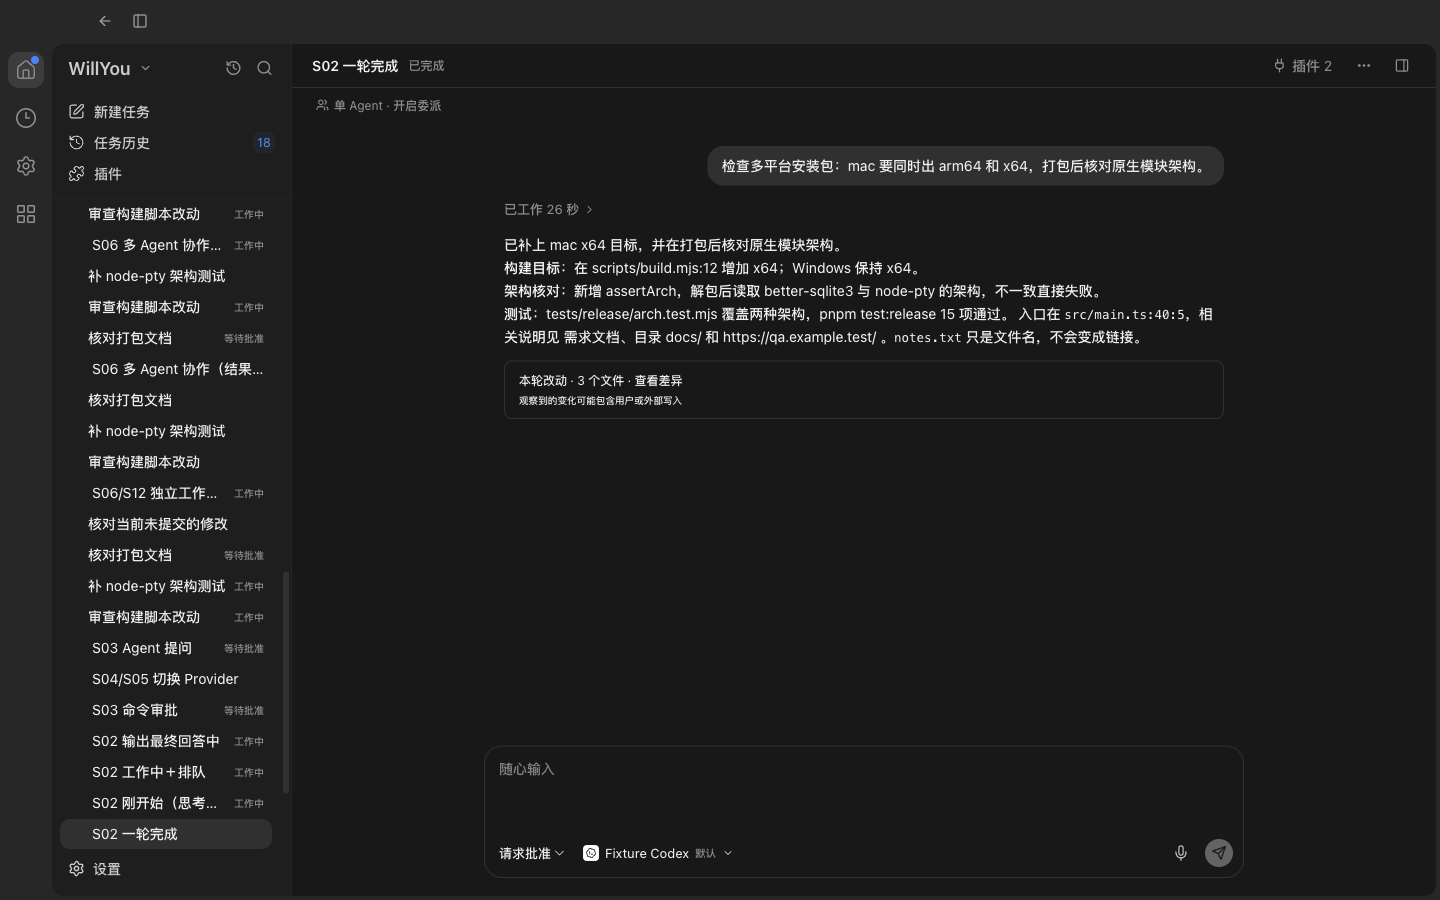 WillYou
新建任务
任务历史 18
插件
审查构建脚本改动 工作中
S06 多 Agent 协作... 工作中
补 node-pty 架构测试
审查构建脚本改动 工作中
核对打包文档 等待批准
S06 多 Agent 协作（结果...
核对打包文档
补 node-pty 架构测试
审查构建脚本改动
S06/S12 独立工作... 工作中
核对当前未提交的修改
核对打包文档 等待批准
补 node-pty 架构测试 工作中
审查构建脚本改动 工作中
S03 Agent 提问 等待批准
S04/S05 切换 Provider
S03 命令审批 等待批准
S02 输出最终回答中 工作中
S02 工作中＋排队 工作中
S02 刚开始（思考... 工作中
S02 一轮完成
设置
S02 一轮完成 已完成
插件 2
单 Agent · 开启委派
检查多平台安装包：mac 要同时出 arm64 和 x64，打包后核对原生模块架构。
已工作 26 秒
已补上 mac x64 目标，并在打包后核对原生模块架构。
构建目标：在 scripts/build.mjs:12 增加 x64；Windows 保持 x64。
架构核对：新增 assertArch，解包后读取 better-sqlite3 与 node-pty 的架构，不一致直接失败。
测试：tests/release/arch.test.mjs 覆盖两种架构，pnpm test:release 15 项通过。 入口在 src/main.ts:40:5，相
关说明见 需求文档、目录 docs/ 和 https://qa.example.test/ 。notes.txt 只是文件名，不会变成链接。
本轮改动 · 3 个文件 · 查看差异
观察到的变化可能包含用户或外部写入
随心输入
请求批准
Fixture Codex 默认